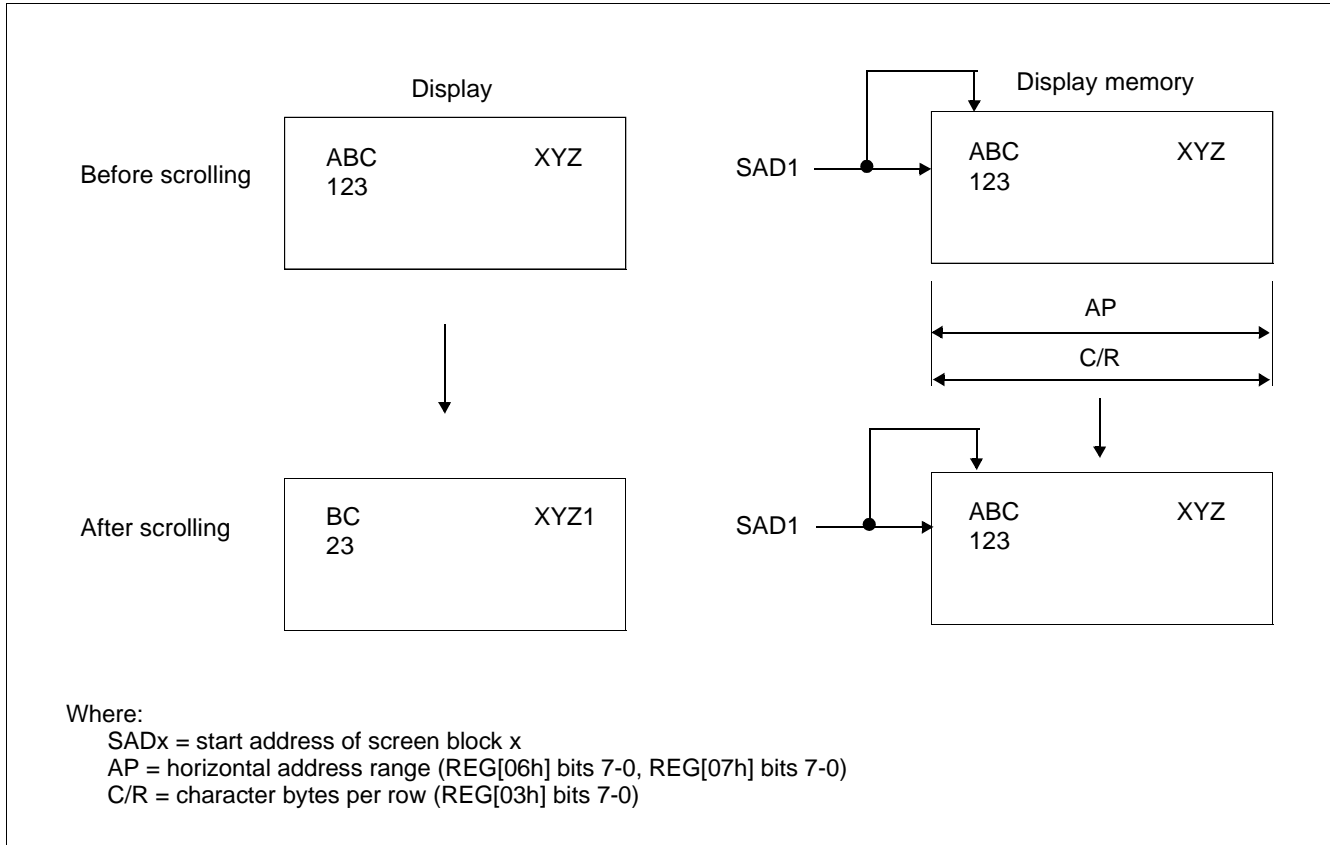 Display
Display memory
Before scrolling
ABC XYZ
123
SAD1
ABC XYZ
123
AP
C/R
After scrolling
BC XYZ1
23
SAD1
ABC XYZ
123
Where:
SADx = start address of screen block x
AP = horizontal address range (REG[06h] bits 7-0, REG[07h] bits 7-0)
C/R = character bytes per row (REG[03h] bits 7-0)